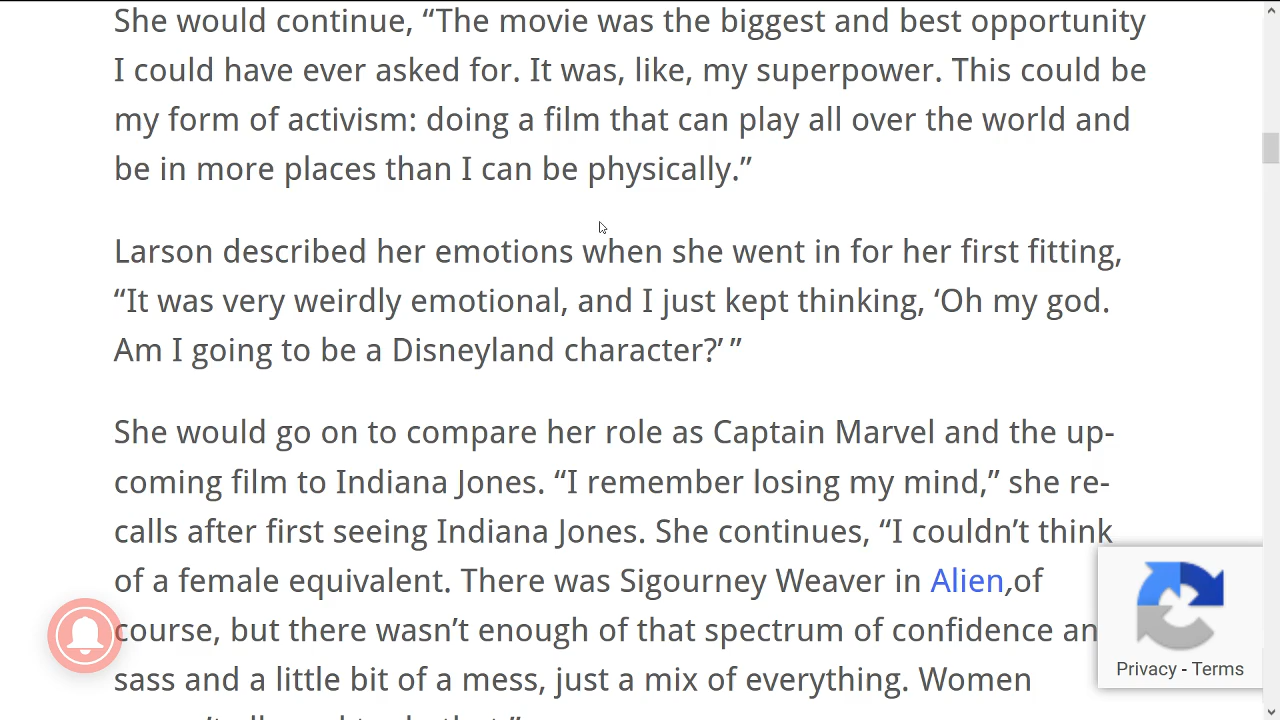 She would continue, “The movie was the biggest and best opportunity
I could have ever asked for. It was, like, my superpower. This could be
my form of activism: doing a film that can play all over the world and
be in more places than I can be physically.”
Larson described her emotions when she went in for her first fitting,
“It was very weirdly emotional, and I just kept thinking, ‘Oh my god.
Am I going to be a Disneyland character?’ ”
She would go on to compare her role as Captain Marvel and the up-
coming film to Indiana Jones. “I remember losing my mind,” she re-
calls after first seeing Indiana Jones. She continues, “I couldn’t think
of a female equivalent. There was Sigourney Weaver in Alien,of
course, but there wasn’t enough of that spectrum of confidence an
sass and a little bit of a mess, just a mix of everything. Women
Privacy - Terms